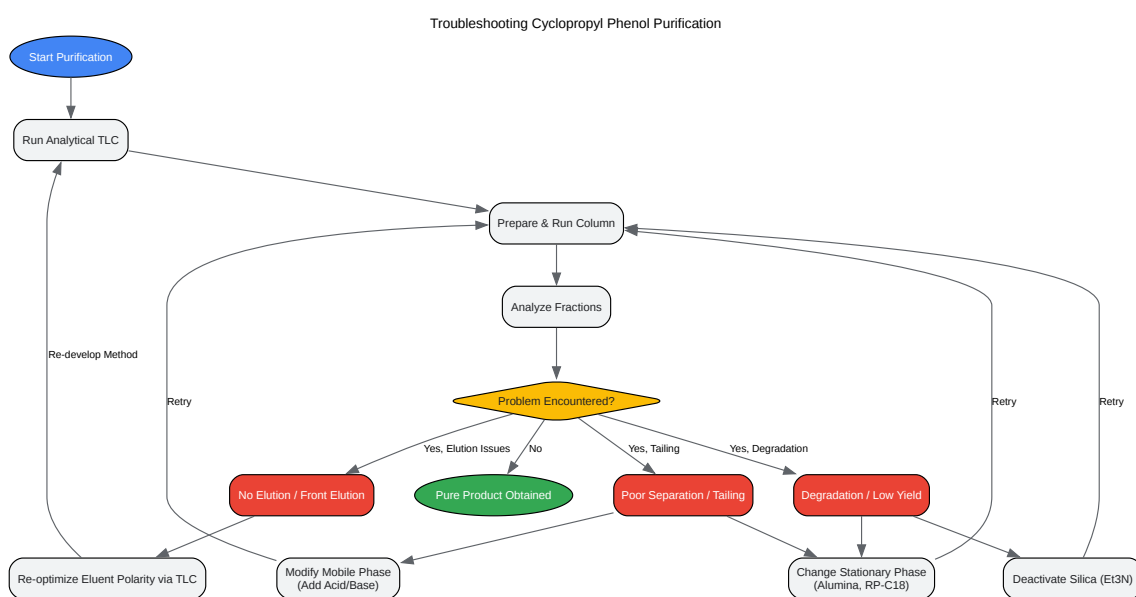 Troubleshooting Cyclopropyl Phenol Purification
Start Purification
Run Analytical TLC
Prepare & Run Column
Analyze Fractions
Re-develop Method
Retry
Problem Encountered?
Retry
Retry
Yes, Elution Issues
No
Yes, Tailing
Yes, Degradation
No Elution / Front Elution
Pure Product Obtained
Poor Separation / Tailing
Degradation / Low Yield
Re-optimize Eluent Polarity via TLC
Modify Mobile Phase
(Add Acid/Base)
Change Stationary Phase
(Alumina, RP-C18)
Deactivate Silica (Et3N)